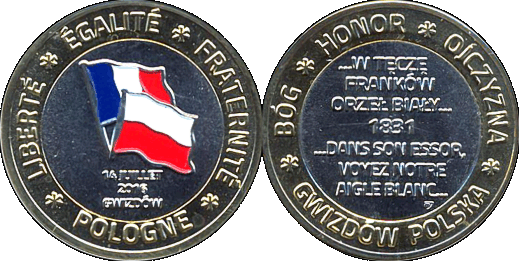 LIBERTÉ * ÉGALITÉ * FRATERNITÉ * POLOGNE *
14 JUILLET
2016
GWIZDÓW
BÓG * HONOR * OJCZYZNA * GWIZDÓW POLSKA *
...W TĘCZĘ
FRANKÓW
ORZEŁ BIAŁY...
1831
...DANS SON ESSOR,
VOYEZ NOTRE
AIGLE BLANC...